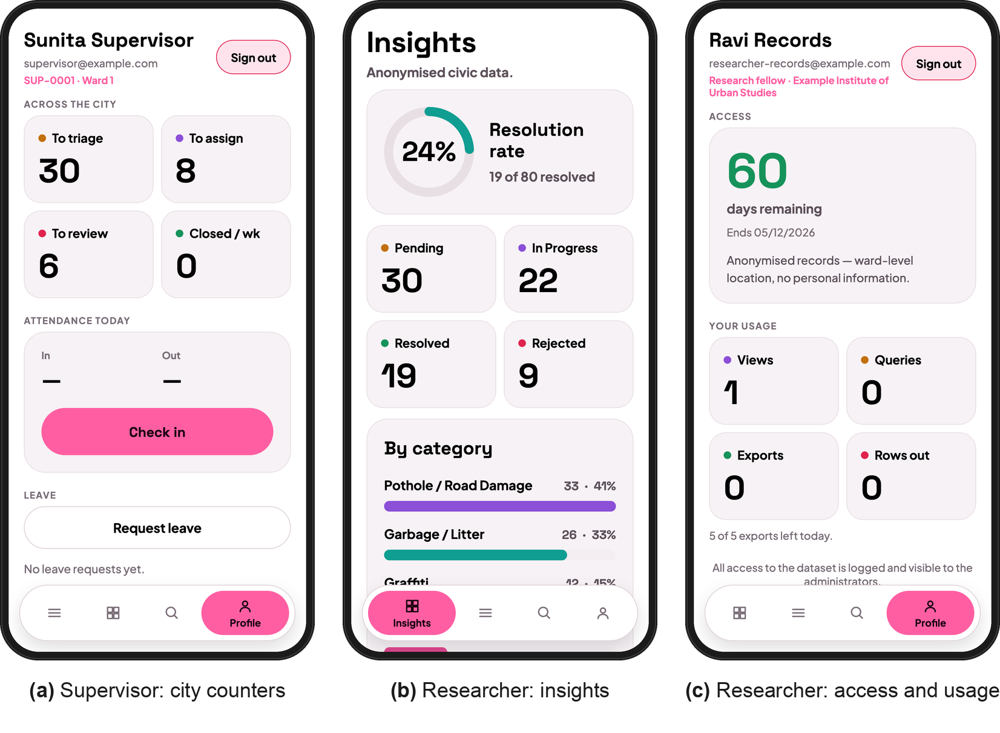 Sunita Supervisor
supervisor@example.com
SUP-0001 · Ward 1
Sign out
ACROSS THE CITY
To triage
30
To assign
8
To review
6
Closed / wk
0
ATTENDANCE TODAY
In
—
Out
—
Check in
LEAVE
Request leave
No leave requests yet.
Profile
(a) Supervisor: city counters
Insights
Anonymised civic data.
24%
Resolution
rate
19 of 80 resolved
Pending
30
In Progress
22
Resolved
19
Rejected
9
By category
Pothole / Road Damage 33 · 41%
Garbage / Litter 26 · 33%
Graffiti 12 · 15%
Insights
(b) Researcher: insights
Ravi Records
researcher-records@example.com
Research fellow · Example Institute of
Urban Studies
Sign out
ACCESS
60
days remaining
Ends 05/12/2026
Anonymised records — ward-level
location, no personal information.
YOUR USAGE
Views
1
Queries
0
Exports
0
Rows out
0
5 of 5 exports left today.
All access to the dataset is logged and visible to the
administrators.
Profile
(c) Researcher: access and usage